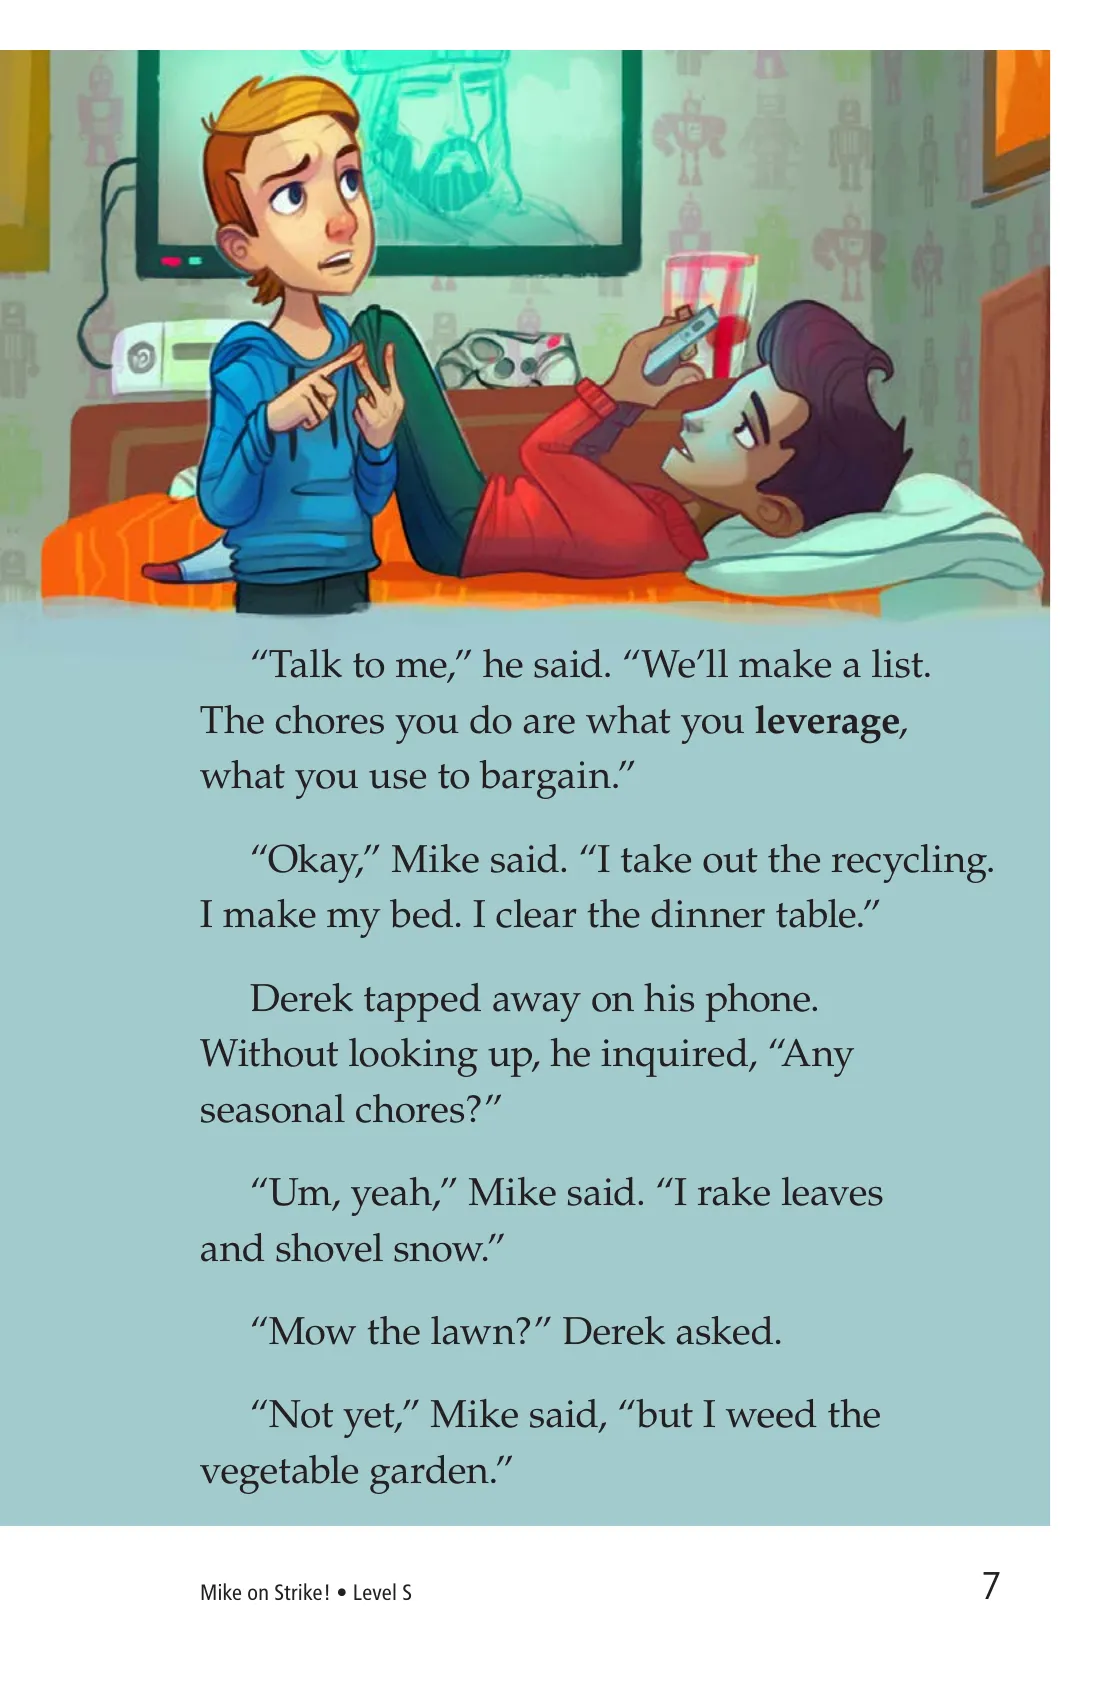 “Talk to me,” he said. “We’ll make a list.
The chores you do are what you leverage,
what you use to bargain.”
“Okay,” Mike said. “I take out the recycling.
I make my bed. I clear the dinner table.”
Derek tapped away on his phone.
Without looking up, he inquired, “Any
seasonal chores?”
“Um, yeah,” Mike said. “I rake leaves
and shovel snow.”
“Mow the lawn?” Derek asked.
“Not yet,” Mike said, “but I weed the
vegetable garden.”
Mike on Strike! • Level S
7